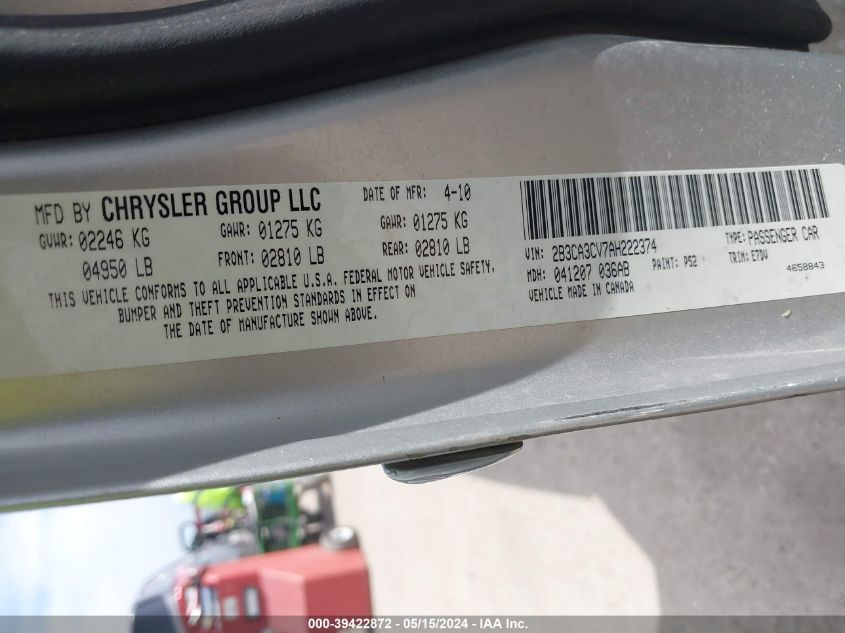 MFD BY CHRYSLER GROUP LLC DATE OF MFR: 4-10
GVWR: 02246 KG GAWR: 01275 KG GAWR: 01275 KG
04950 LB FRONT: 02810 LB REAR: 02810 LB
THIS VEHICLE CONFORMS TO ALL APPLICABLE U.S.A. FEDERAL MOTOR VEHICLE SAFETY,
BUMPER AND THEFT PREVENTION STANDARDS IN EFFECT ON
THE DATE OF MANUFACTURE SHOWN ABOVE.
VIN: 2B3CA3CV7AH222374 TYPE: PASSENGER CAR
MDH: 041207 036AB PAINT: PS2 TRIM: E7DV
VEHICLE MADE IN CANADA 4658843
000-39422872 - 05/15/2024 - IAA Inc.